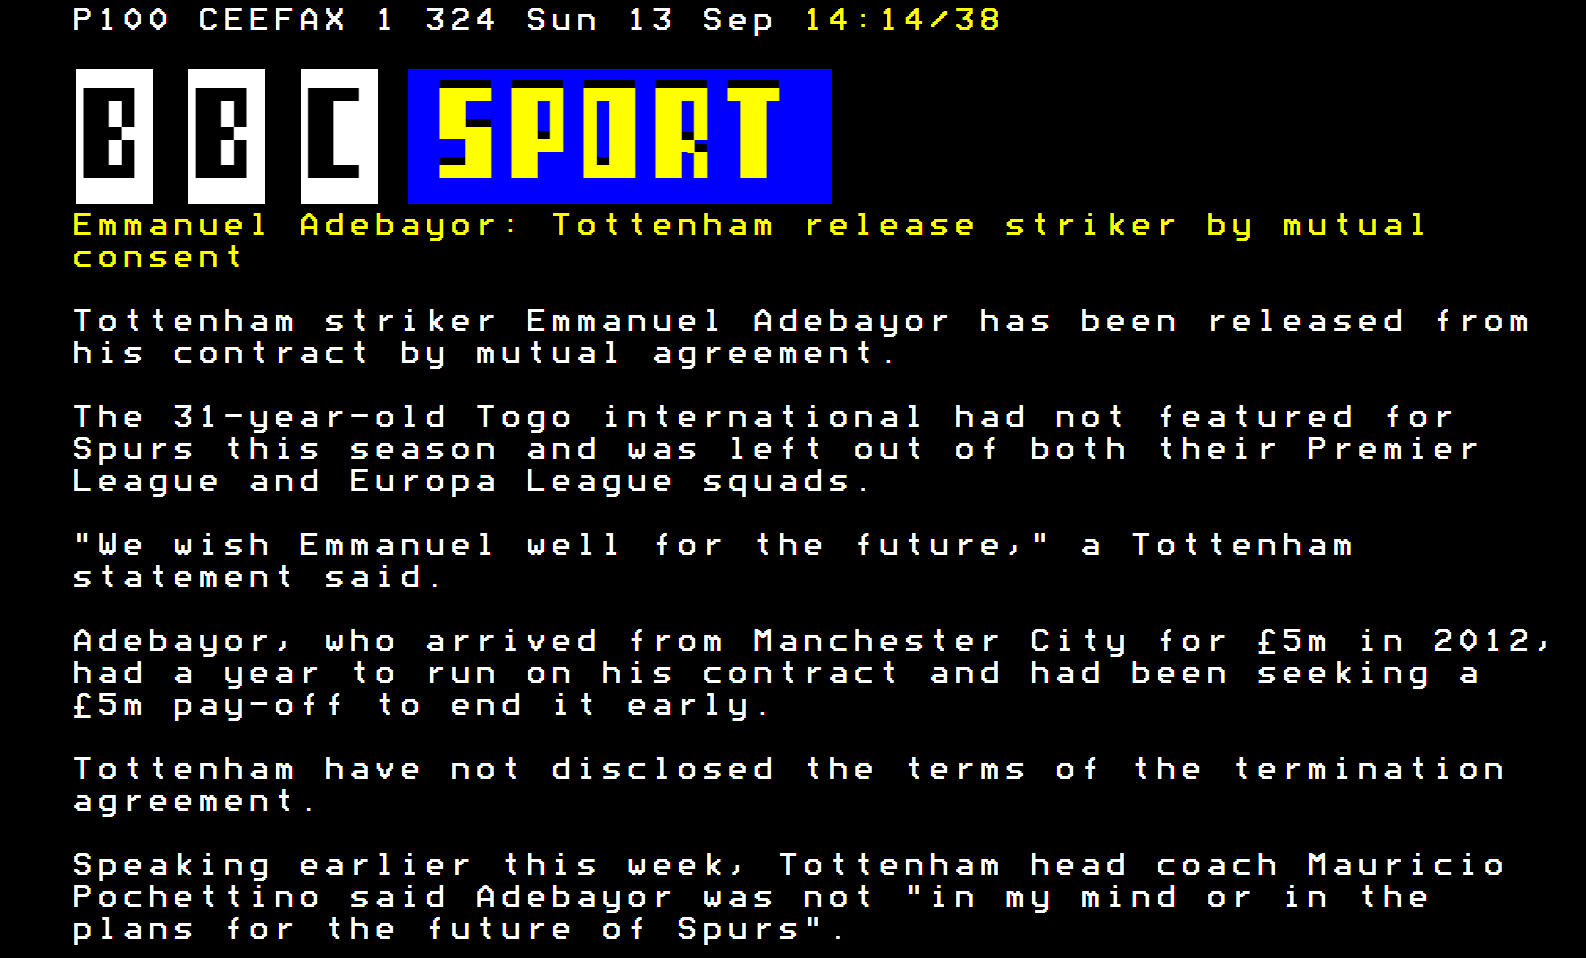 P100 CEEFAX 1 324 Sun 13 Sep 14:14/38
BBC SPORT
Emmanuel Adebayor: Tottenham release striker by mutual
consent
Tottenham striker Emmanuel Adebayor has been released from
his contract by mutual agreement.
The 31-year-old Togo international had not featured for
Spurs this season and was left out of both their Premier
League and Europa League squads.
"We wish Emmanuel well for the future," a Tottenham
statement said.
Adebayor, who arrived from Manchester City for £5m in 2012,
had a year to run on his contract and had been seeking a
£5m pay-off to end it early.
Tottenham have not disclosed the terms of the termination
agreement.
Speaking earlier this week, Tottenham head coach Mauricio
Pochettino said Adebayor was not "in my mind or in the
plans for the future of Spurs".